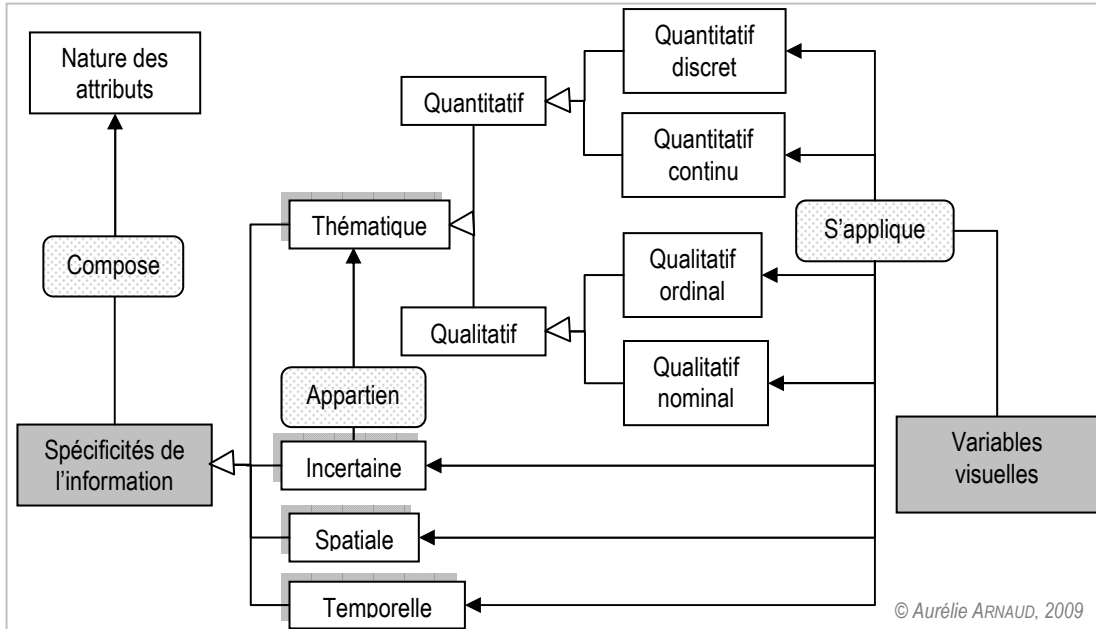 Nature des
attributs
Quantitatif
discret
Quantitatif
Quantitatif
continu
Thématique
S'applique
Compose
Qualitatif
ordinal
Qualitatif
Qualitatif
nominal
Appartien
Spécificités de
l'information
Incertaine
Variables
visuelles
Spatiale
Temporelle
© Aurélie ARNAUD, 2009